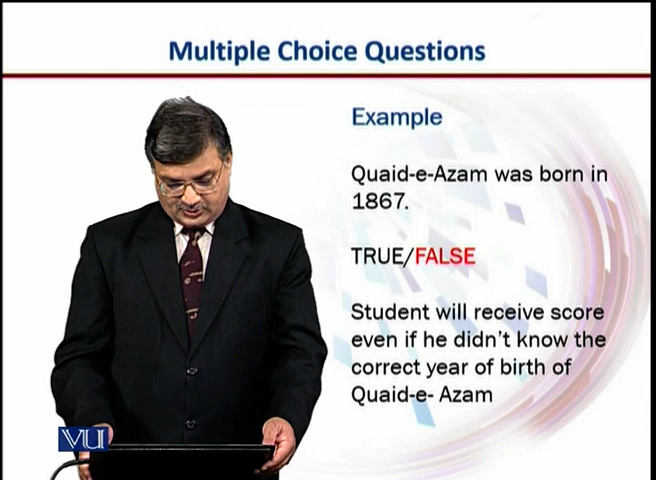 Multiple Choice Questions
Example
Quaid-e-Azam was born in
1867.
TRUE/FALSE
Student will receive score
even if he didn't know the
correct year of birth of
Quaid-e- Azam
VU